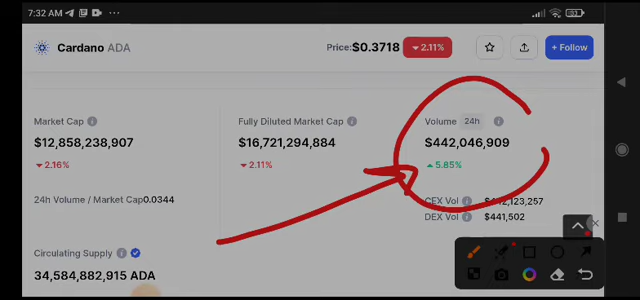 7:32 AM
Cardano ADA
Price:$0.3718 2.11%
+ Follow
Market Cap
$12,858,238,907
2.16%
24h Volume / Market Cap0.0344
Fully Diluted Market Cap
$16,721,294,884
2.11%
Volume 24h
$442,046,909
5.85%
CEX Vol
DEX Vol $441,502
Circulating Supply
34,584,882,915 ADA